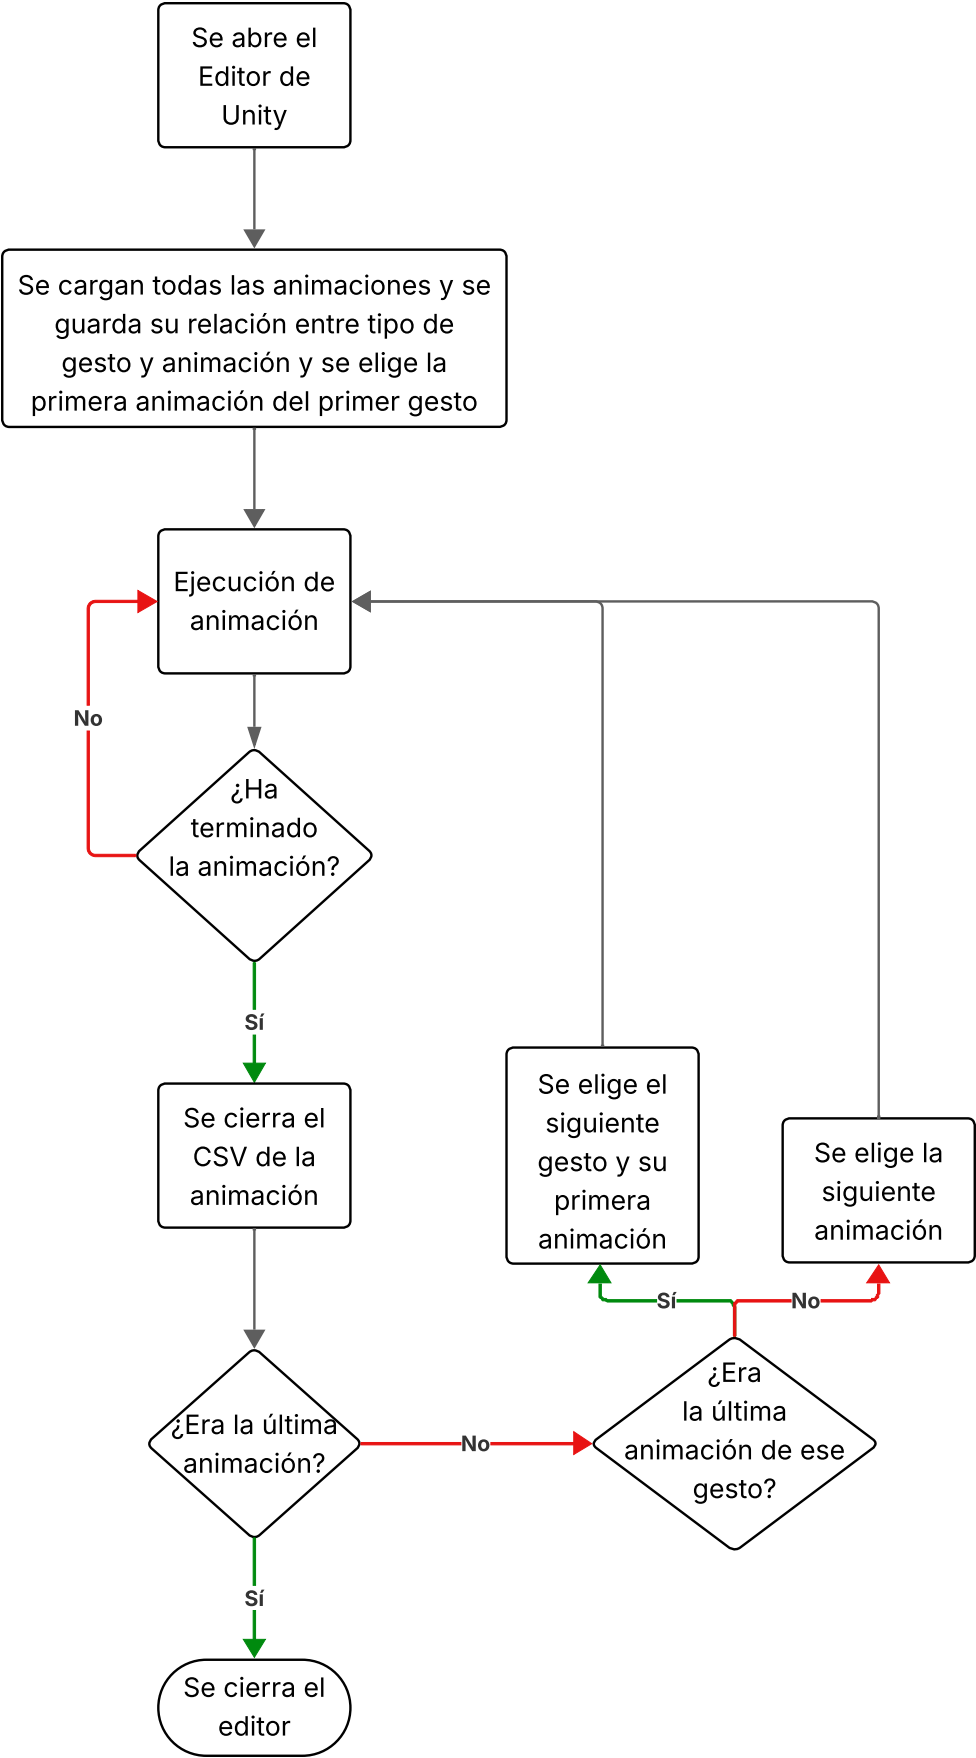 Se abre el
Editor de
Unity
Se cargan todas las animaciones y se
guarda su relación entre tipo de
gesto y animación y se elige la
primera animación del primer gesto
Ejecución de
animación
No
¿Ha
terminado
la animación?
Sí
Se cierra el
CSV de la
animación
Se elige el
siguiente
gesto y su
primera
animación
Se elige la
siguiente
animación
Sí
No
¿Era la última
animación?
No
¿Era
la última
animación de ese
gesto?
Sí
Se cierra el
editor